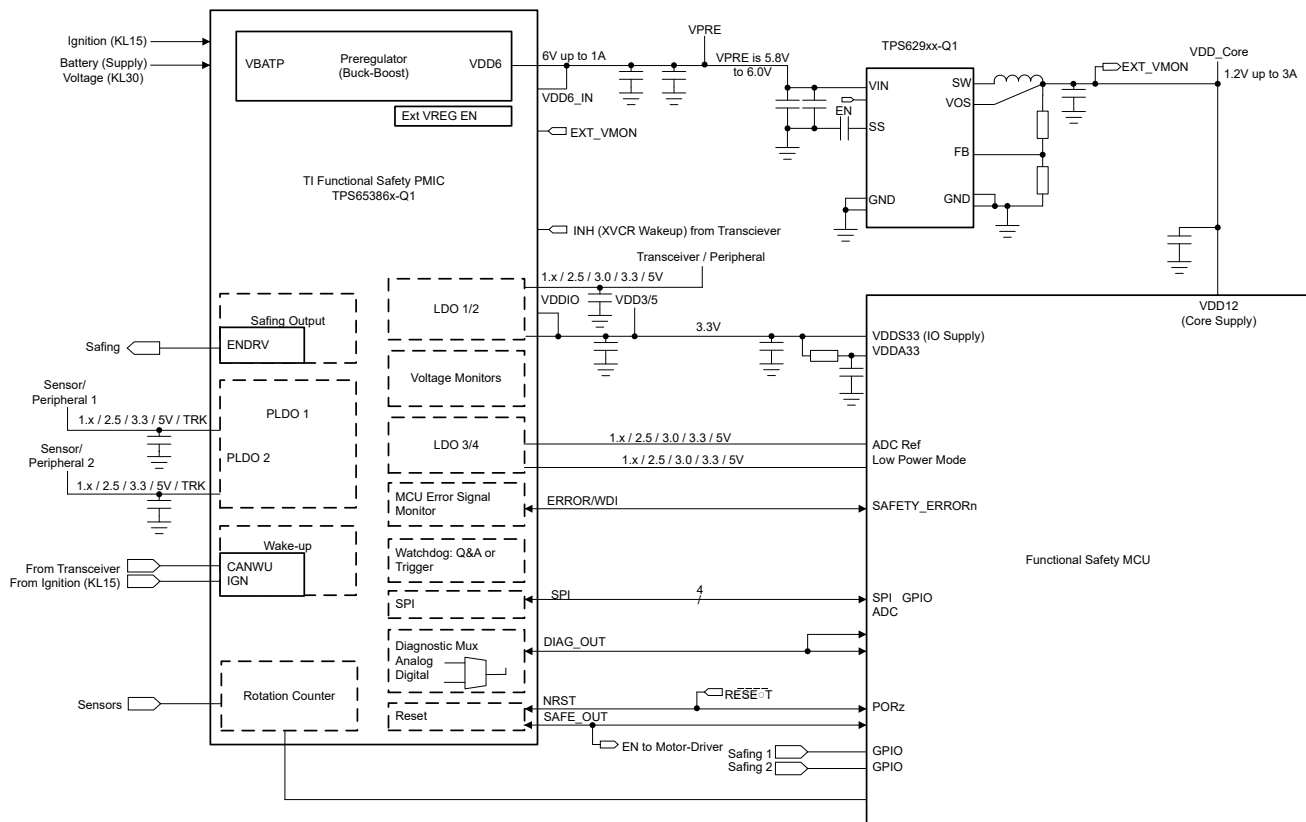 Ignition (KL15)
Battery (Supply)
Voltage (KL30)
VBATP
Preregulator
(Buck-Boost)
VDD6
Ext VREG EN
6V up to 1A
VDD6_IN
VPRE
VPRE is 5.8V
to 6.0V
EXT_VMON
TPS629xx-Q1
VIN
EN
SS
GND
SW
VOS
FB
GND
EXT_VMON
VDD_Core
1.2V up to 3A
TI Functional Safety PMIC
TPS65386x-Q1
INH (XVCR Wakeup) from Transciever
Transceiver / Peripheral
1.x / 2.5 / 3.0 / 3.3 / 5V
LDO 1/2
VDDIO
VDD3/5
3.3V
VDD12
(Core Supply)
VDDS33 (IO Supply)
VDDA33
Safing Output
ENDRV
Safing
Voltage Monitors
Sensor/
Peripheral 1
1.x / 2.5 / 3.3 / 5V / TRK
PLDO 1
Sensor/
Peripheral 2
PLDO 2
1.x / 2.5 / 3.3 / 5V / TRK
LDO 3/4
1.x / 2.5 / 3.0 / 3.3 / 5V
1.x / 2.5 / 3.0 / 3.3 / 5V
ADC Ref
Low Power Mode
MCU Error Signal
Monitor
ERROR/WDI
SAFETY_ERRORn
Wake-up
CANWU
IGN
From Transceiver
From Ignition (KL15)
Watchdog: Q&A or
Trigger
Functional Safety MCU
SPI
SPI
4
SPI GPIO
ADC
Diagnostic Mux
Analog
Digital
DIAG_OUT
Rotation Counter
Sensors
Reset
NRST
SAFE_OUT
PORz
EN to Motor-Driver
Safing 1
Safing 2
GPIO
GPIO